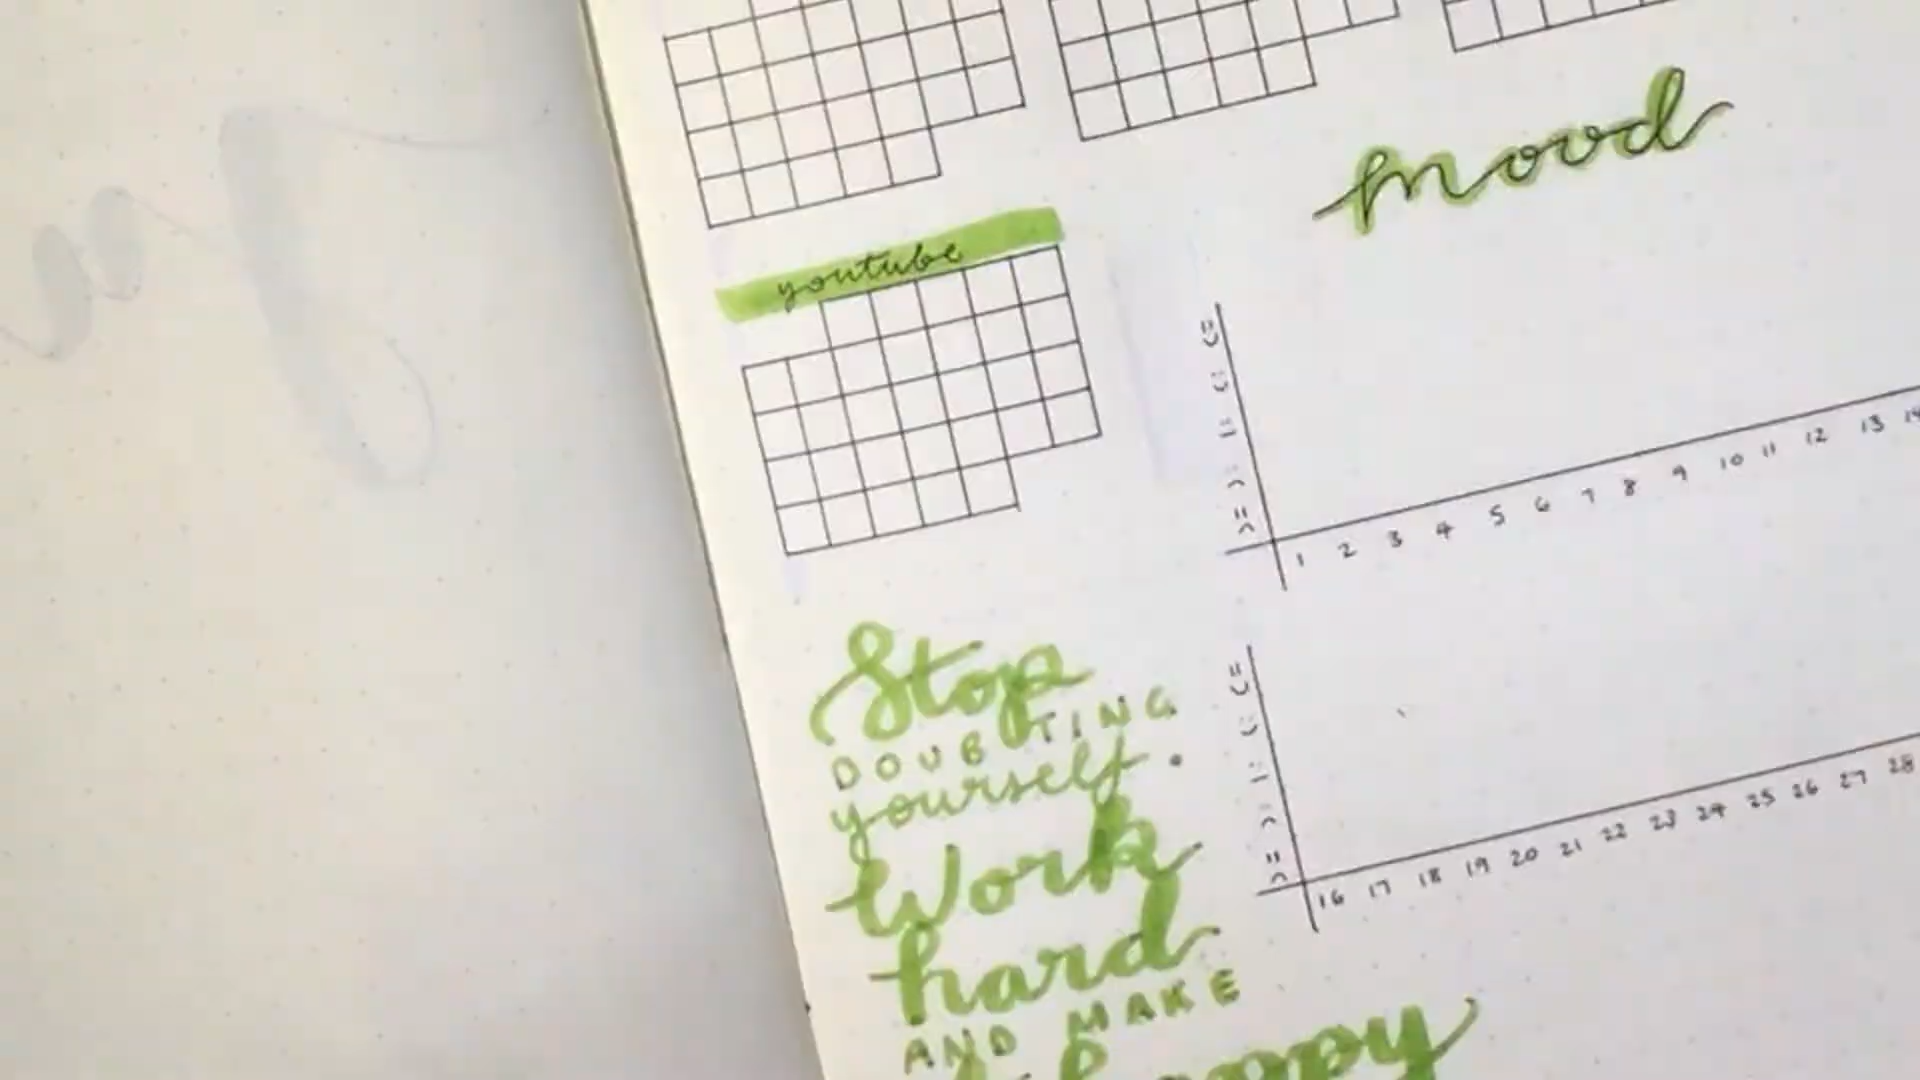 mood
youtube
1 2 3 4 5 6 7 8 9 10 11 12 13 14
Stop
DOUBTING
yourself.
Work
hard
AND MAKE
16 17 18 19 20 21 22 23 24 25 26 27 28